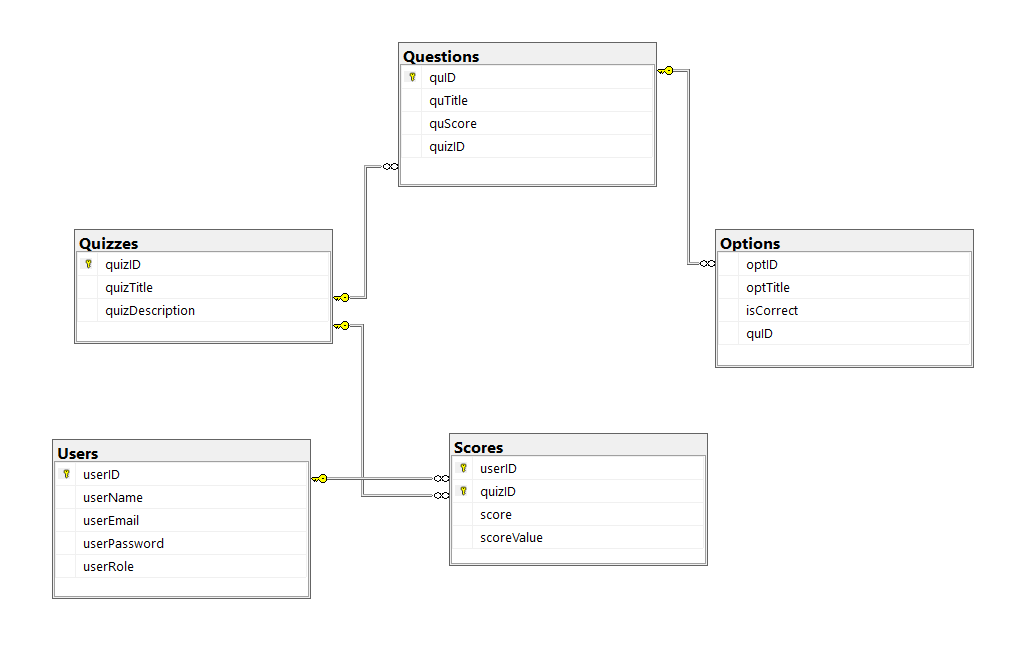 Questions
quID
quTitle
quScore
quizID
Quizzes
quizID
quizTitle
quizDescription
Options
optID
optTitle
isCorrect
quID
Users
userID
userName
userEmail
userPassword
userRole
Scores
userID
quizID
score
scoreValue